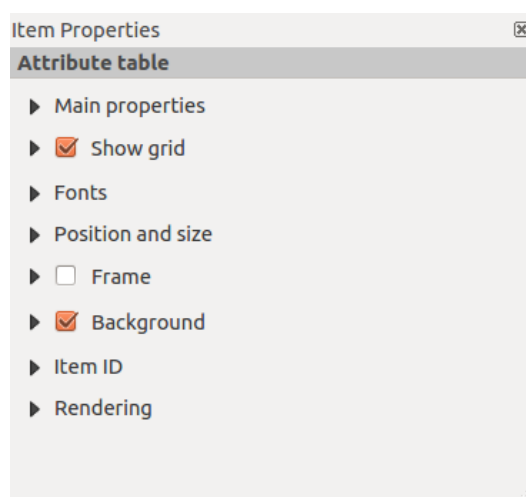 Item Properties
Attribute table
Main properties
Show grid
Fonts
Position and size
Frame
Background
Item ID
Rendering